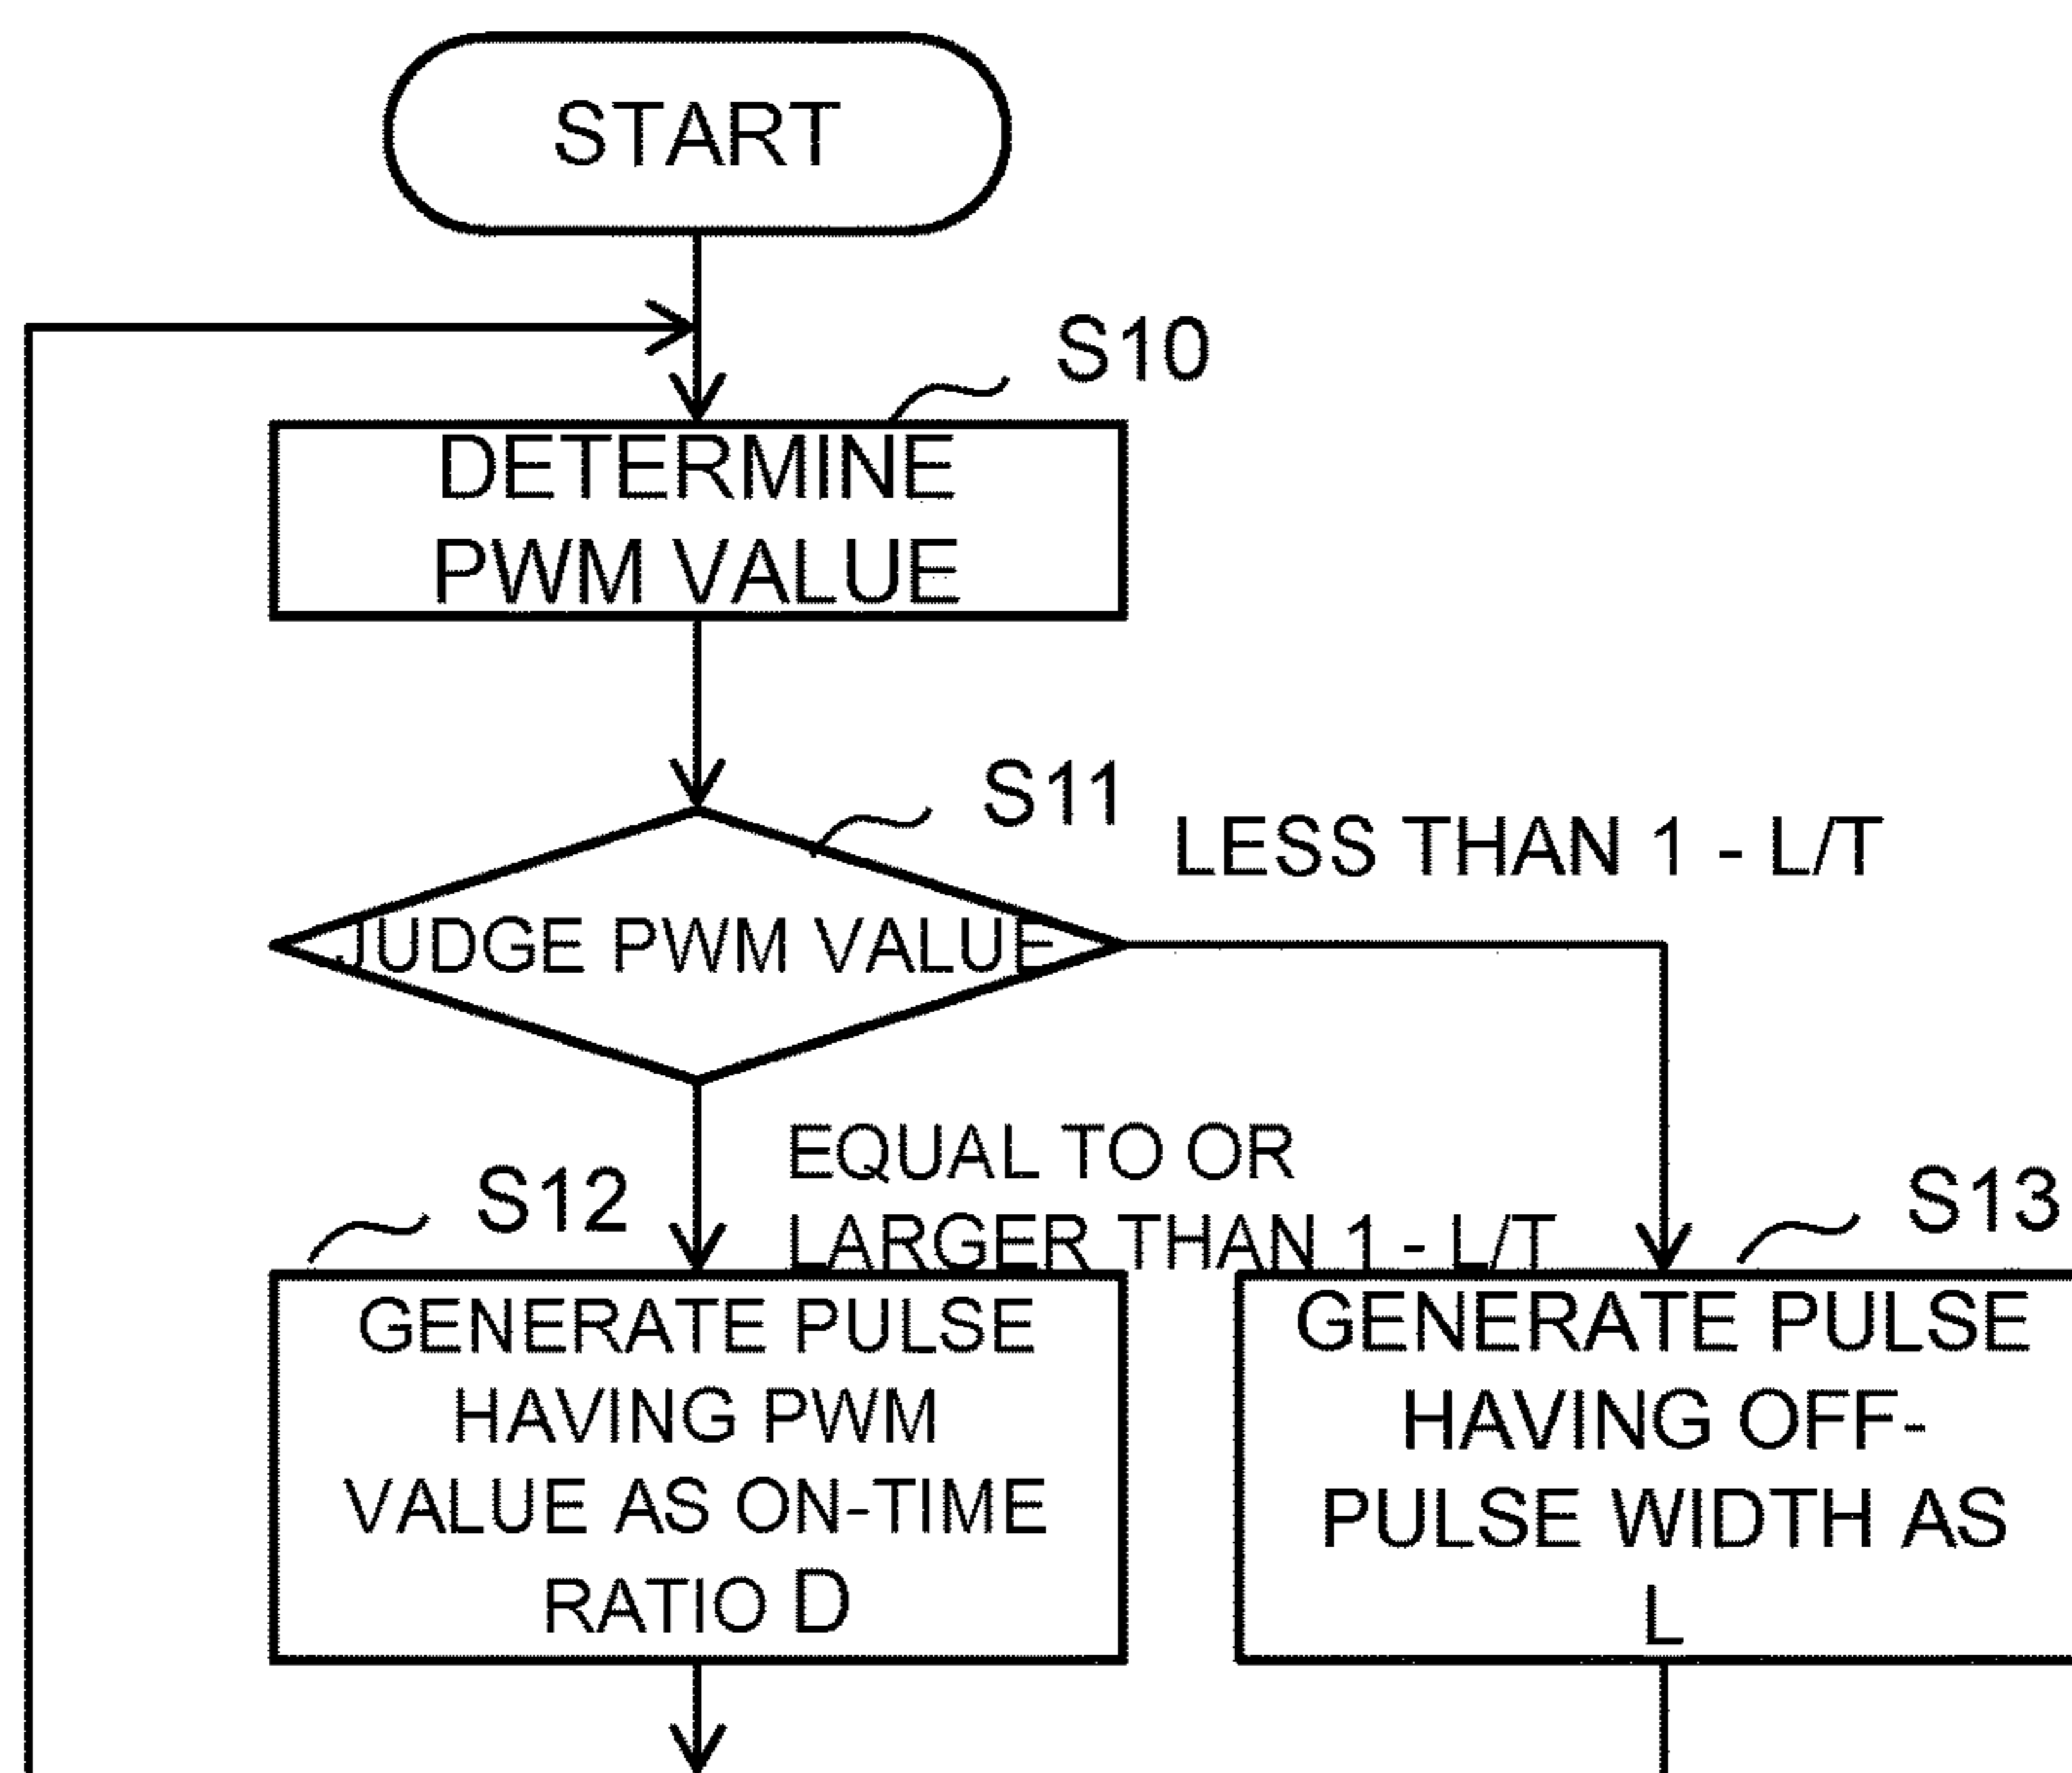 START
S10
DETERMINE
PWM VALUE
S11
LESS THAN 1 - L/T
JUDGE PWM VALUE
EQUAL TO OR
LARGER THAN 1 - L/T
S12
S13
GENERATE PULSE
HAVING PWM
VALUE AS ON-TIME
RATIO D
GENERATE PULSE
HAVING OFF-
PULSE WIDTH AS
L